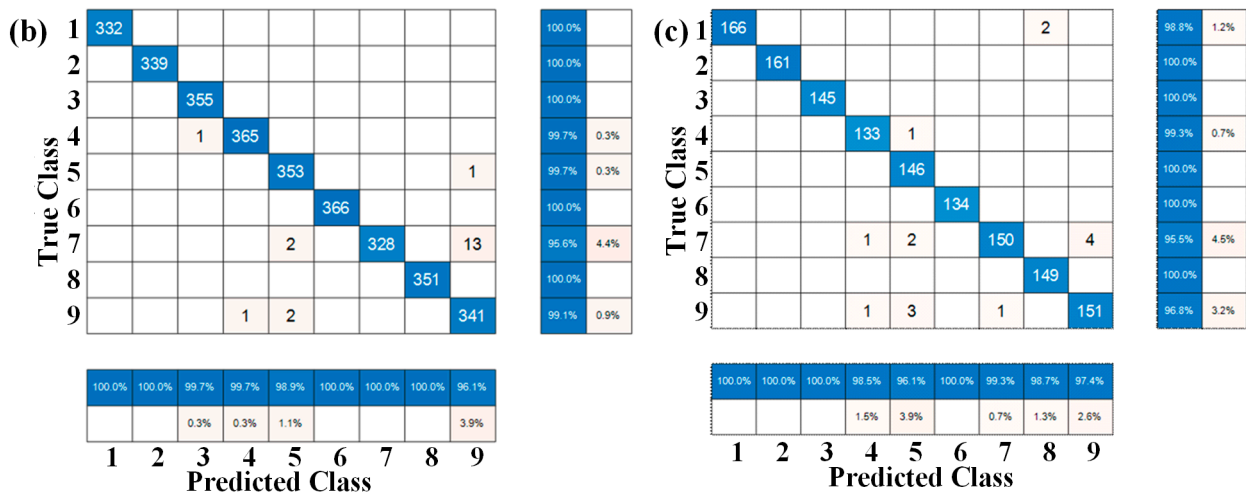 (b)
True Class
1 332 100.0%
2 339 100.0%
3 355 100.0%
4 1 365 99.7% 0.3%
5 353 1 99.7% 0.3%
6 366 100.0%
7 2 328 13 95.6% 4.4%
8 351 100.0%
9 1 2 341 99.1% 0.9%
100.0% 100.0% 99.7% 99.7% 98.9% 100.0% 100.0% 100.0% 96.1%
0.3% 0.3% 1.1% 3.9%
1 2 3 4 5 6 7 8 9
Predicted Class
(c)
True Class
1 166 2 98.8% 1.2%
2 161 100.0%
3 145 100.0%
4 133 1 99.3% 0.7%
5 146 100.0%
6 134 100.0%
7 1 2 150 4 95.5% 4.5%
8 149 100.0%
9 1 3 1 151 96.8% 3.2%
100.0% 100.0% 100.0% 98.5% 96.1% 100.0% 99.3% 98.7% 97.4%
1.5% 3.9% 0.7% 1.3% 2.6%
1 2 3 4 5 6 7 8 9
Predicted Class